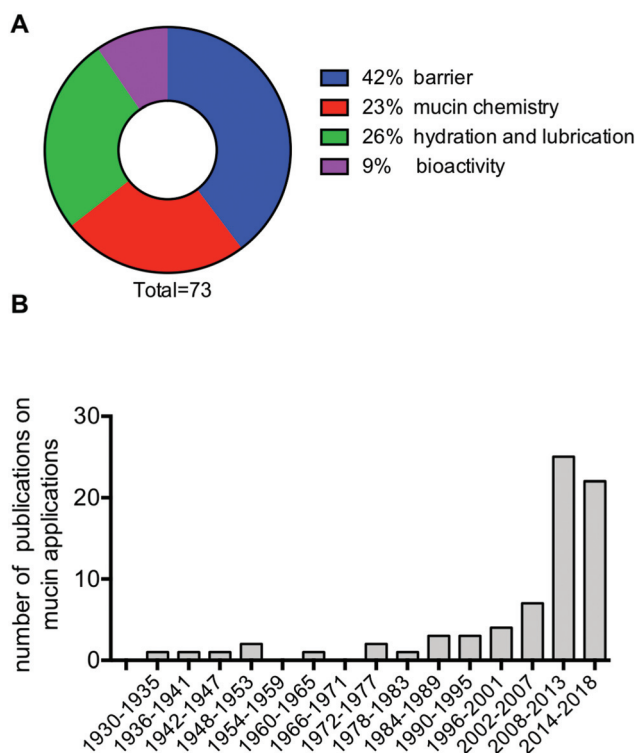 A
42% barrier
23% mucin chemistry
26% hydration and lubrication
9% bioactivity
Total=73
B
number of publications on
mucin applications
30
20
10
0
1930-1935
1936-1941
1942-1947
1948-1953
1954-1959
1960-1965
1966-1971
1972-1977
1978-1983
1984-1989
1990-1995
1996-2001
2002-2007
2008-2013
2014-2018